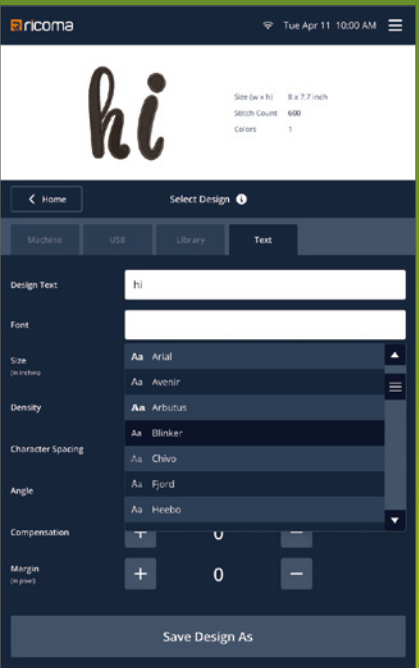 ricoma Tue Apr 11 10:00 AM
hi
Size (w x h) 8 x 7.7 inch
Stitch Count 600
Colors 1
Home Select Design
Machine USB Library Text
Design Text hi
Font
Size
(in inches)
Aa Arial
Aa Avenir
Density
Aa Arbutus
Aa Blinker
Character Spacing
Aa Chivo
Angle
Aa Fjord
Aa Heebo
Compensation + 0 −
Margin
(in pixel)
+ 0 −
Save Design As